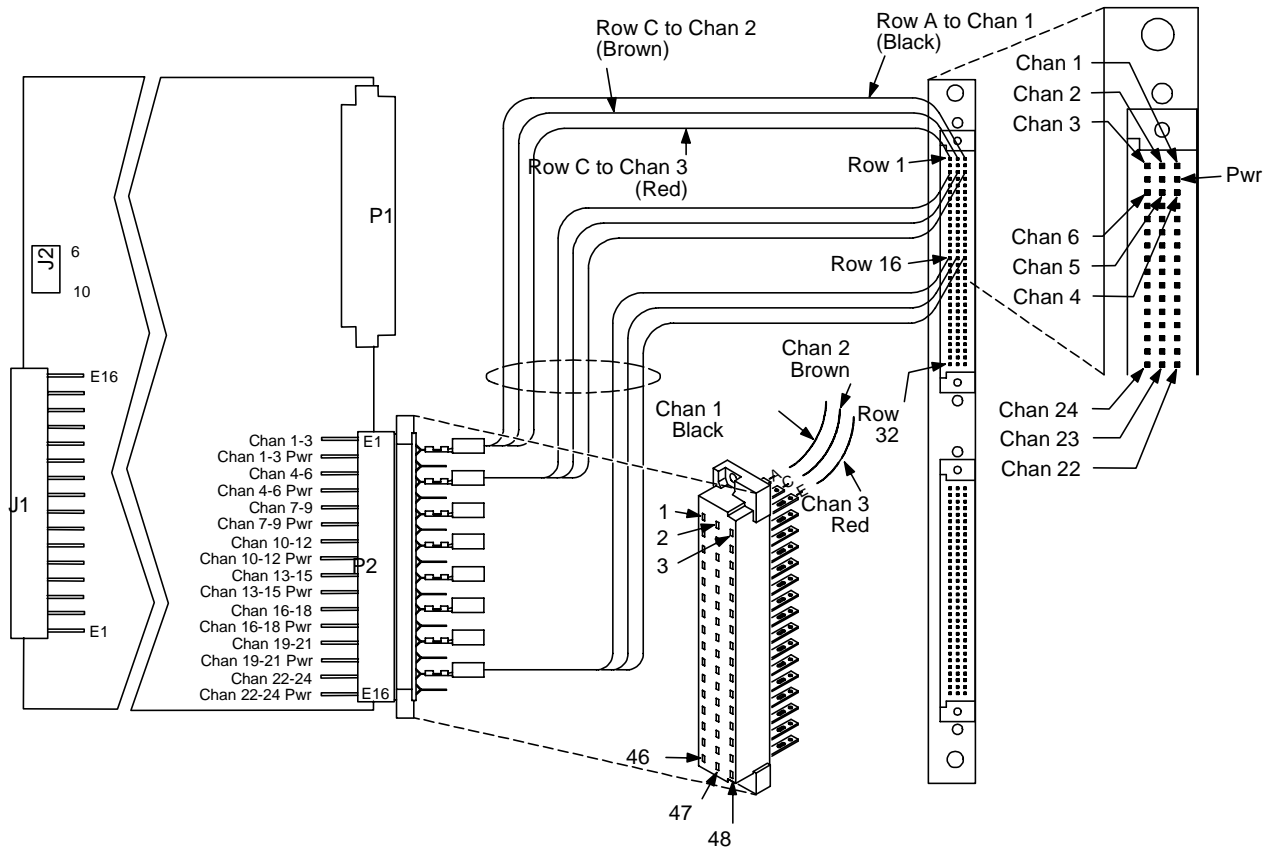 Row C to Chan 2
(Brown)
Row A to Chan 1
(Black)
Chan 1
Chan 2
Chan 3
Row C to Chan 3
(Red)
Row 1
Pwr
P1
J2
6
10
Chan 6
Chan 5
Chan 4
Row 16
Chan 2
Brown
E16
Chan 1
Black
Row
32
Chan 24
Chan 23
Chan 22
J1
E1
Chan 1-3
Chan 1-3 Pwr
Chan 4-6
Chan 4-6 Pwr
Chan 7-9
Chan 7-9 Pwr
Chan 10-12
Chan 10-12 Pwr
Chan 13-15
Chan 13-15 Pwr
Chan 16-18
Chan 16-18 Pwr
Chan 19-21
Chan 19-21 Pwr
Chan 22-24
Chan 22-24 Pwr
E1
P2
E16
A C E
Chan 3
Red
1
2
3
46
47
48